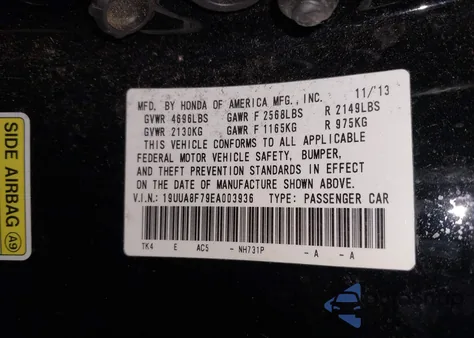 MFD. BY HONDA OF AMERICA MFG., INC. 11/'13
GVWR 4696LBS GAWR F 2568LBS R 2149LBS
GVWR 2130KG GAWR F 1165KG R 975KG
THIS VEHICLE CONFORMS TO ALL APPLICABLE
FEDERAL MOTOR VEHICLE SAFETY, BUMPER,
AND THEFT PREVENTION STANDARDS IN EFFECT
ON THE DATE OF MANUFACTURE SHOWN ABOVE.
V.I.N.: 19UUA8F79EA003936 TYPE: PASSENGER CAR
TK4 E AC5 - NH731P - A - A
SIDE AIRBAG A9